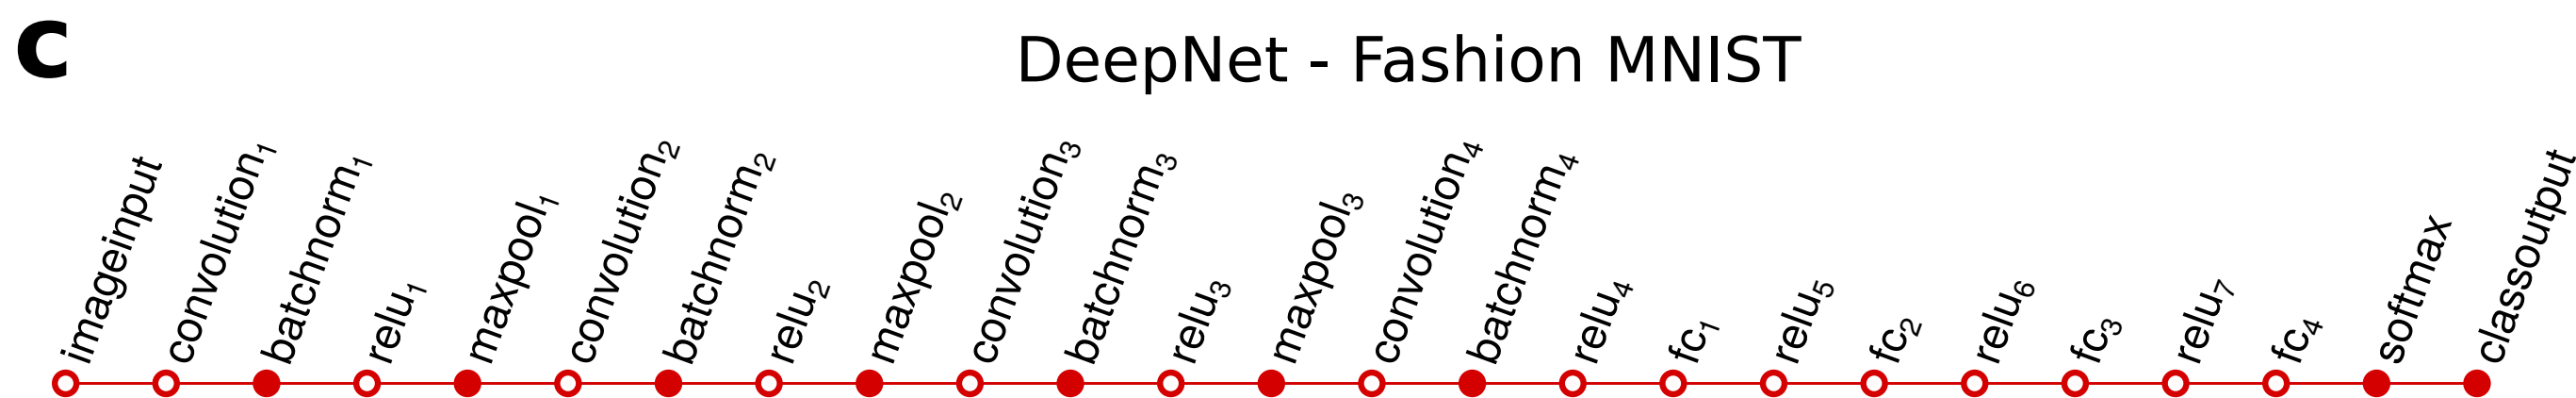 c
DeepNet - Fashion MNIST
imageinput
convolution₁
batchnorm₁
relu₁
maxpool₁
convolution₂
batchnorm₂
relu₂
maxpool₂
convolution₃
batchnorm₃
relu₃
maxpool₃
convolution₄
batchnorm₄
relu₄
fc₁
relu₅
fc₂
relu₆
fc₃
relu₇
fc₄
softmax
classoutput